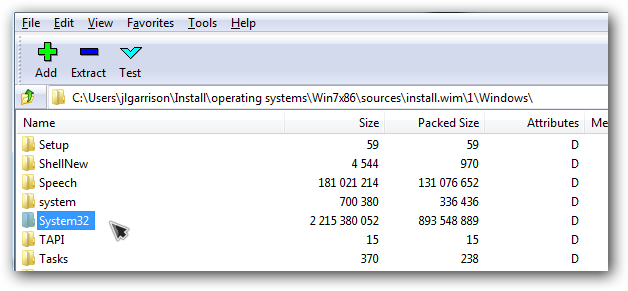 File Edit View Favorites Tools Help
Add Extract Test
C:\Users\jlgarrison\Install\operating systems\Win7x86\sources\install.wim\1\Windows\
Name Size Packed Size Attributes Me
Setup 59 59 D
ShellNew 4 544 970 D
Speech 181 021 214 131 076 652 D
system 700 380 336 436 D
System32 2 215 380 052 893 548 889 D
TAPI 15 15 D
Tasks 370 238 D